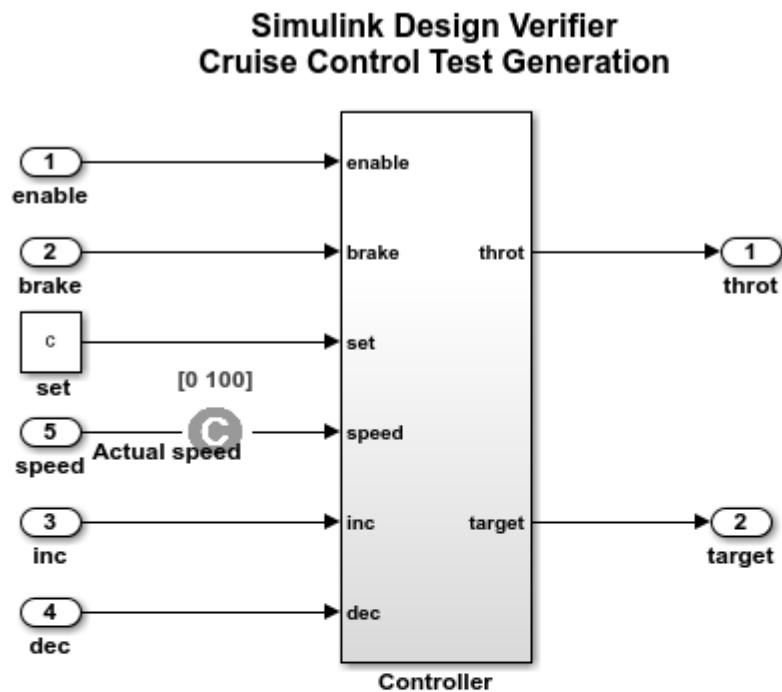 Simulink Design Verifier
Cruise Control Test Generation
1
enable
enable
2
brake
brake
throt
1
throt
c
set
set
[0 100]
5
speed
C
Actual speed
speed
3
inc
inc
target
2
target
4
dec
dec
Controller